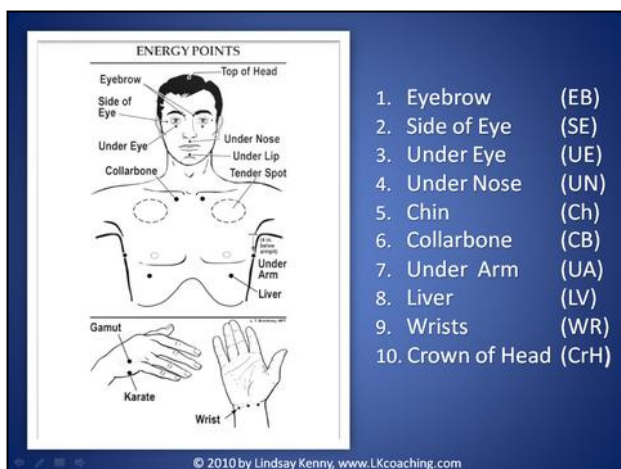 ENERGY POINTS
Top of Head
Eyebrow
Side of
Eye
Under Eye
Under Nose
Under Lip
Collarbone
Tender Spot
below
armpit)
Under
Arm
Liver
Gamut
Karate
Wrist
1. Eyebrow (EB)
2. Side of Eye (SE)
3. Under Eye (UE)
4. Under Nose (UN)
5. Chin (Ch)
6. Collarbone (CB)
7. Under Arm (UA)
8. Liver (LV)
9. Wrists (WR)
10. Crown of Head (CrH)
© 2010 by Lindsay Kenny, www.LKcoaching.com